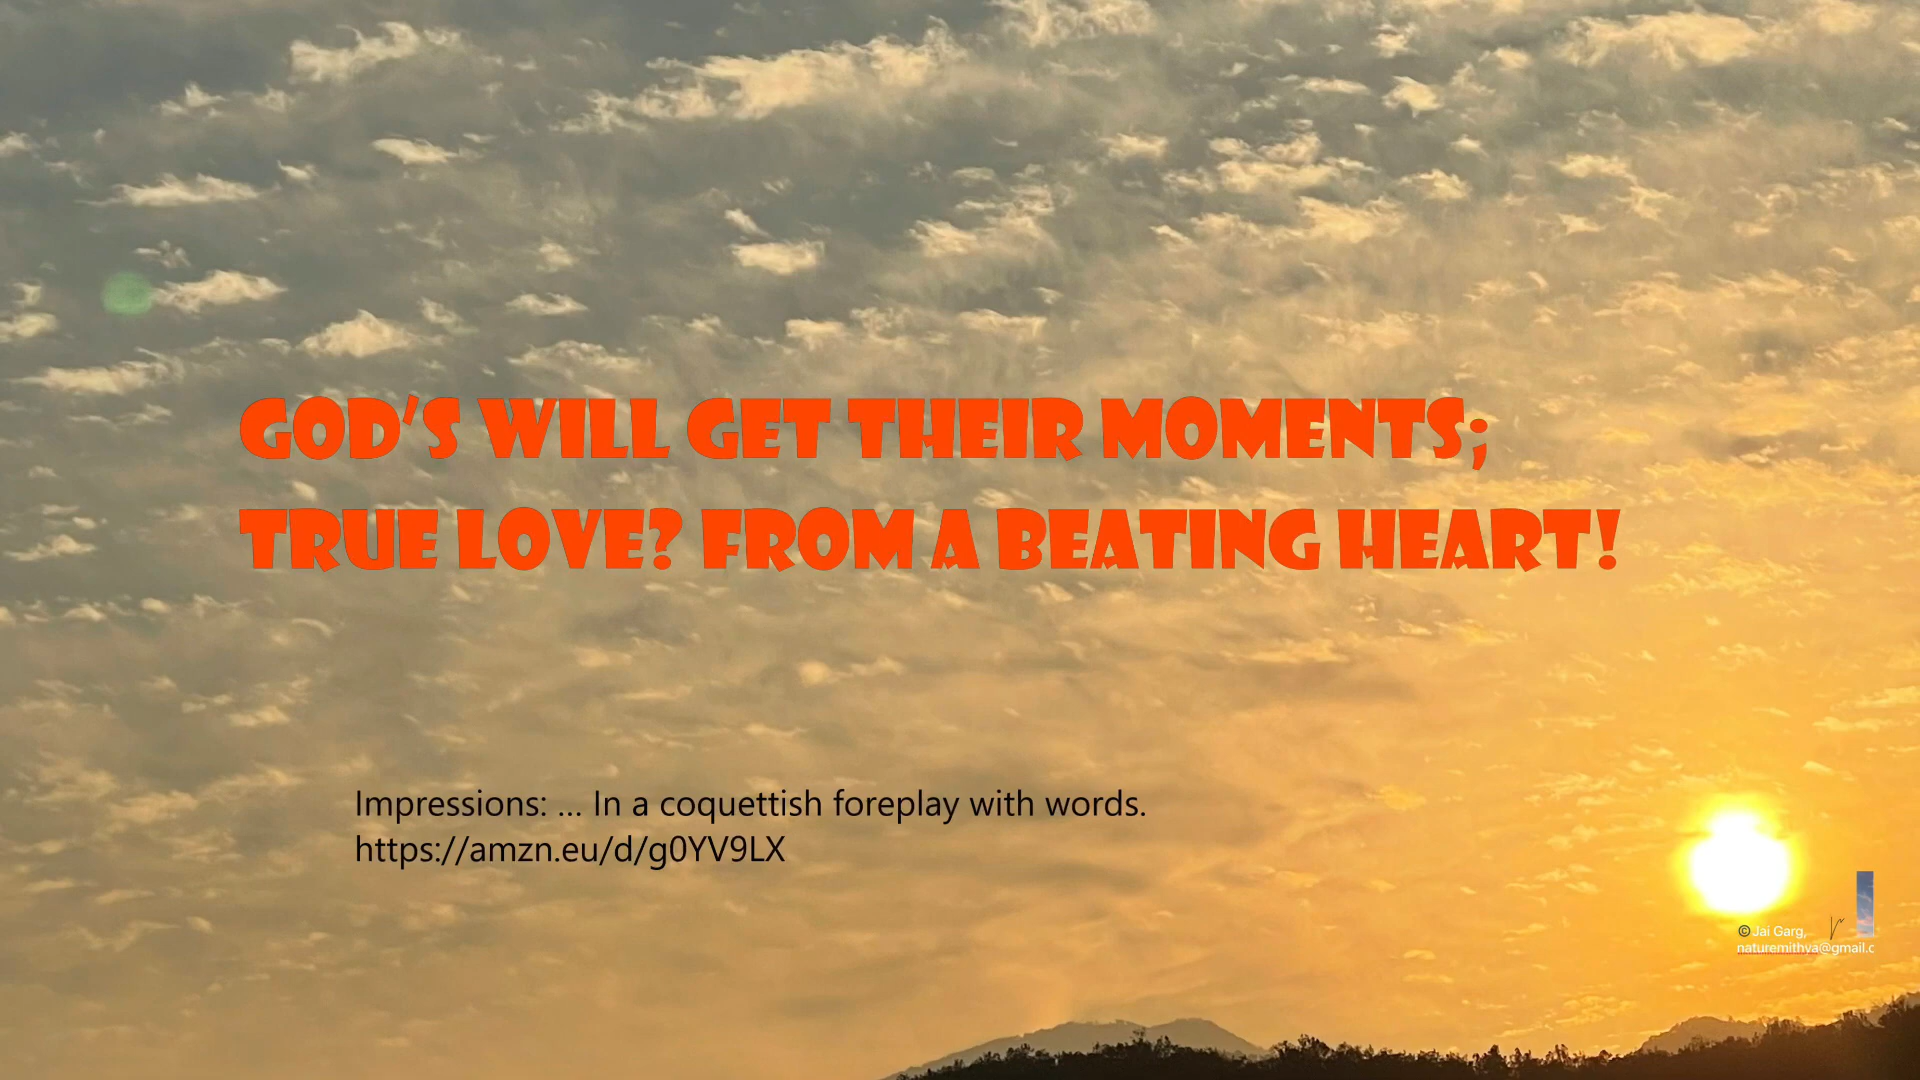 GOD'S WILL GET THEIR MOMENTS;
TRUE LOVE? FROM A BEATING HEART!
Impressions: ... In a coquettish foreplay with words.
https://amzn.eu/d/g0YV9LX
© Jai Garg,
naturemithya@gmail.c